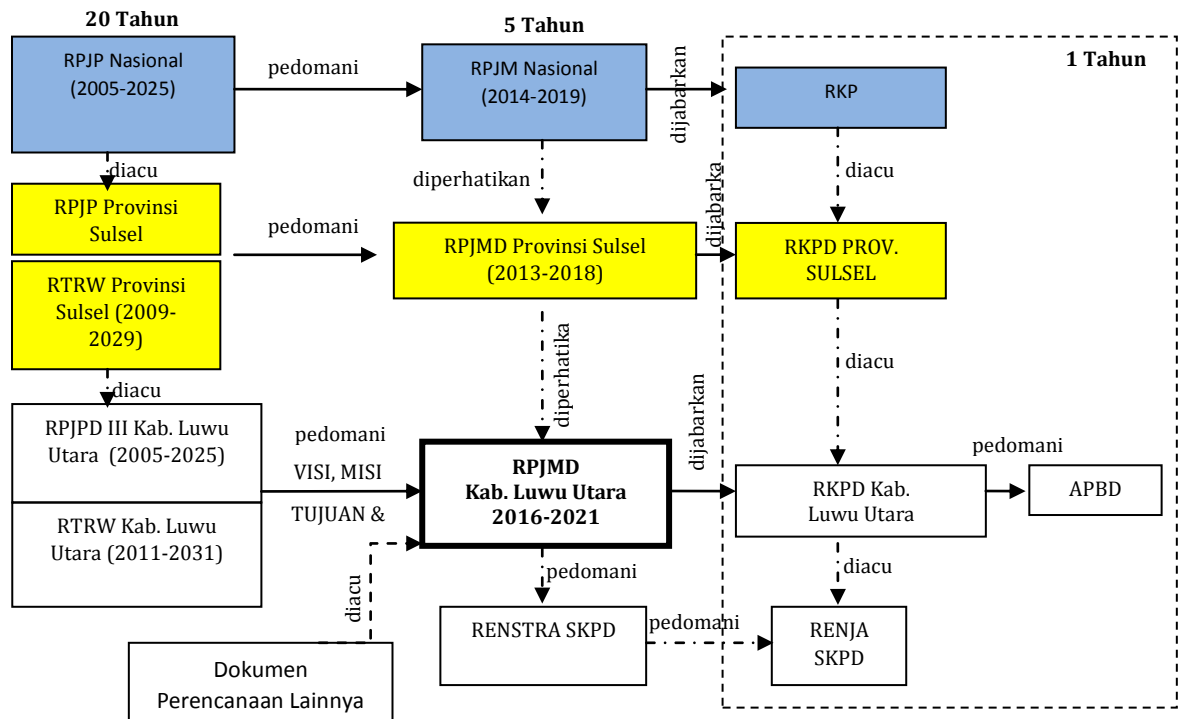 20 Tahun
5 Tahun
1 Tahun
RPJP Nasional
(2005-2025)
pedomani
RPJM Nasional
(2014-2019)
dijabarkan
RKP
diacu
diperhatikan
diacu
RPJP Provinsi
Sulsel
pedomani
RPJMD Provinsi Sulsel
(2013-2018)
dijabarka
RKPD PROV.
SULSEL
RTRW Provinsi
Sulsel (2009-
2029)
diacu
diperhatika
diacu
RPJPD III Kab. Luwu
Utara (2005-2025)
RTRW Kab. Luwu
Utara (2011-2031)
pedomani
VISI, MISI
TUJUAN &
RPJMD
Kab. Luwu Utara
2016-2021
dijabarkan
RKPD Kab.
Luwu Utara
pedomani
APBD
diacu
pedomani
diacu
RENSTRA SKPD
pedomani
RENJA
SKPD
Dokumen
Perencanaan Lainnya